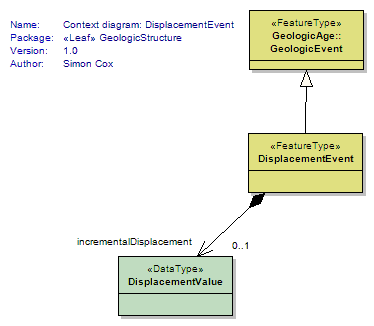 Name: Context diagram: DisplacementEvent
Package: «Leaf» GeologicStructure
Version: 1.0
Author: Simon Cox
«FeatureType»
GeologicAge::
GeologicEvent
«FeatureType»
DisplacementEvent
incrementalDisplacement
0..1
«DataType»
DisplacementValue